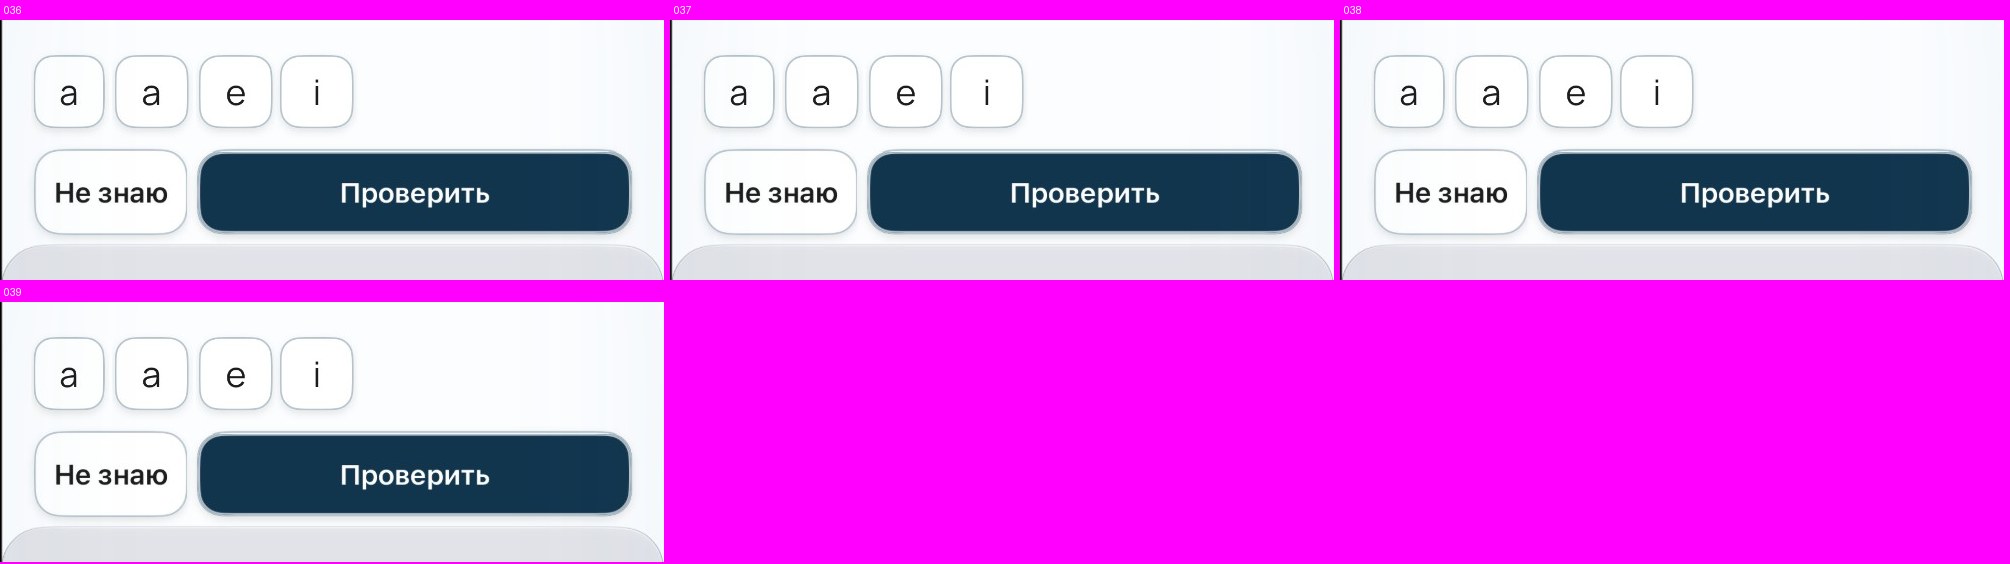 036
a a e i
Не знаю Проверить
037
a a e i
Не знаю Проверить
038
a a e i
Не знаю Проверить
039
a a e i
Не знаю Проверить